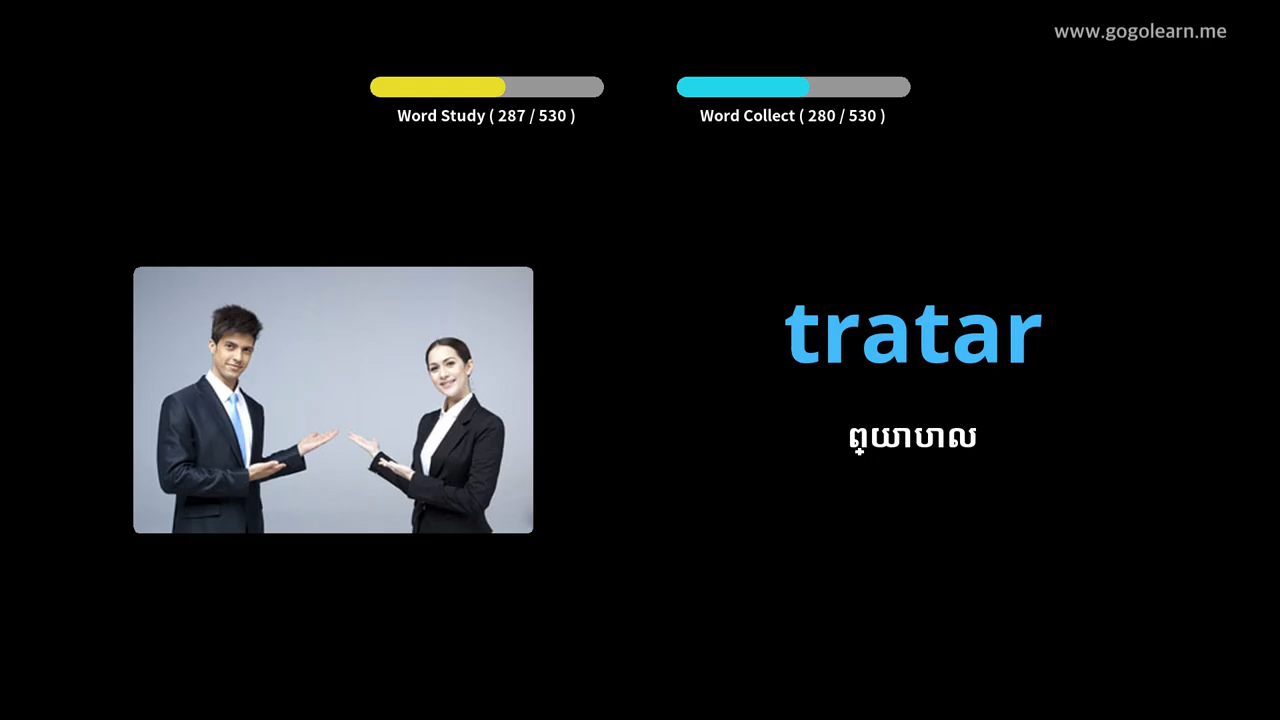 www.gogolearn.me
Word Study ( 287 / 530 )
Word Collect ( 280 / 530 )
tratar
ព្យាបាល